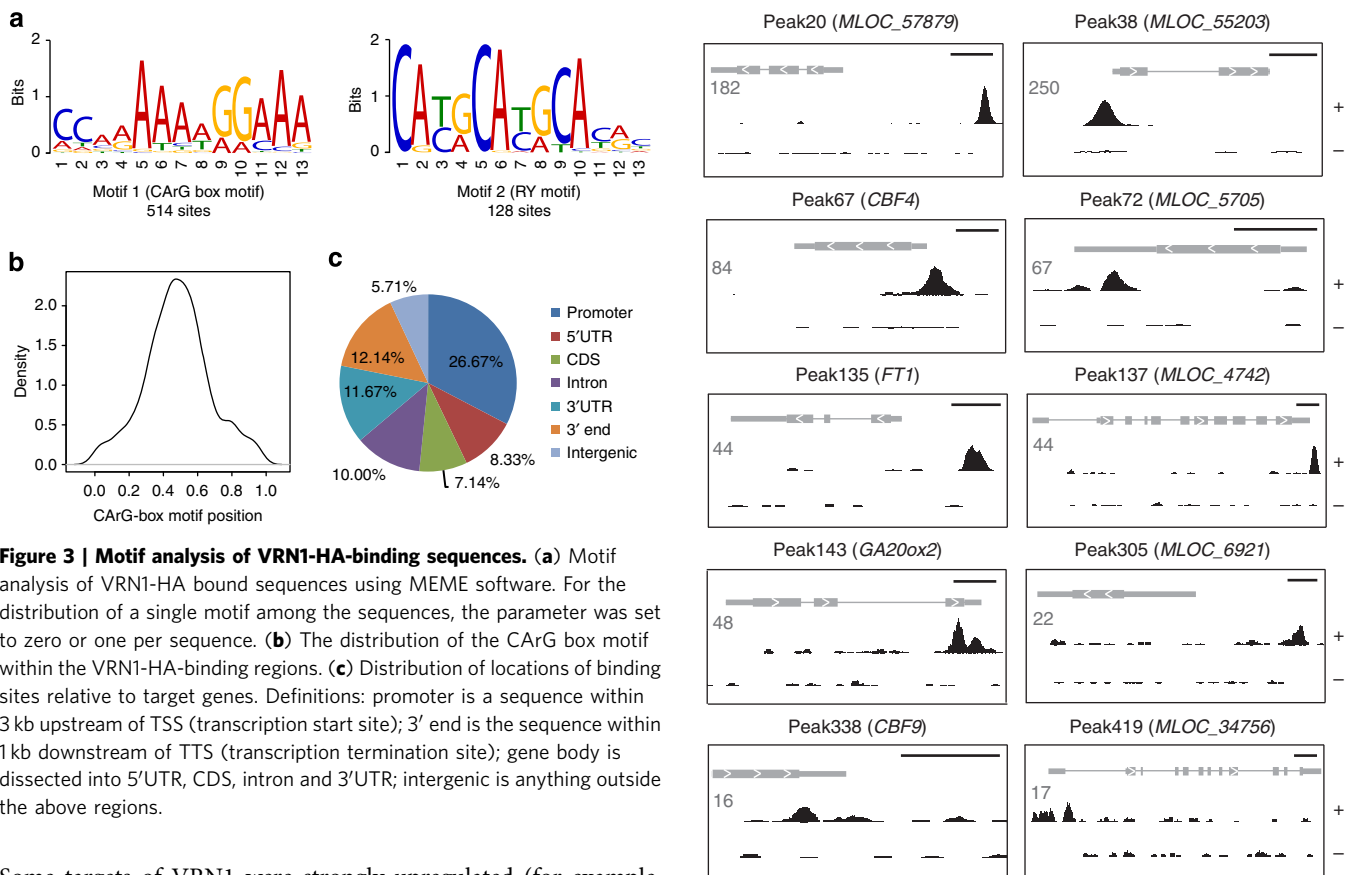 a
2
1
0
Bits
1 2 3 4 5 6 7 8 9 10 11 12 13
Motif 1 (CArG box motif)
514 sites
2
1
0
Bits
1 2 3 4 5 6 7 8 9 10 11 12 13
Motif 2 (RY motif)
128 sites
b
2.0
1.5
1.0
0.5
0.0
Density
0.0 0.2 0.4 0.6 0.8 1.0
CArG-box motif position
c
5.71%
26.67%
12.14%
11.67%
10.00%
7.14%
8.33%
Promoter
5′UTR
CDS
Intron
3′UTR
3′ end
Intergenic
Figure 3 | Motif analysis of VRN1-HA-binding sequences. (a) Motif
analysis of VRN1-HA bound sequences using MEME software. For the
distribution of a single motif among the sequences, the parameter was set
to zero or one per sequence. (b) The distribution of the CArG box motif
within the VRN1-HA-binding regions. (c) Distribution of locations of binding
sites relative to target genes. Definitions: promoter is a sequence within
3 kb upstream of TSS (transcription start site); 3′ end is the sequence within
1 kb downstream of TTS (transcription termination site); gene body is
dissected into 5′UTR, CDS, intron and 3′UTR; intergenic is anything outside
the above regions.
Some targets of VRN1 were strongly upregulated (for example
Peak20 (MLOC_57879)
182
Peak38 (MLOC_55203)
250
+
−
Peak67 (CBF4)
84
Peak72 (MLOC_5705)
67
+
−
Peak135 (FT1)
44
Peak137 (MLOC_4742)
44
+
−
Peak143 (GA20ox2)
48
Peak305 (MLOC_6921)
22
+
−
Peak338 (CBF9)
16
Peak419 (MLOC_34756)
17
+
−